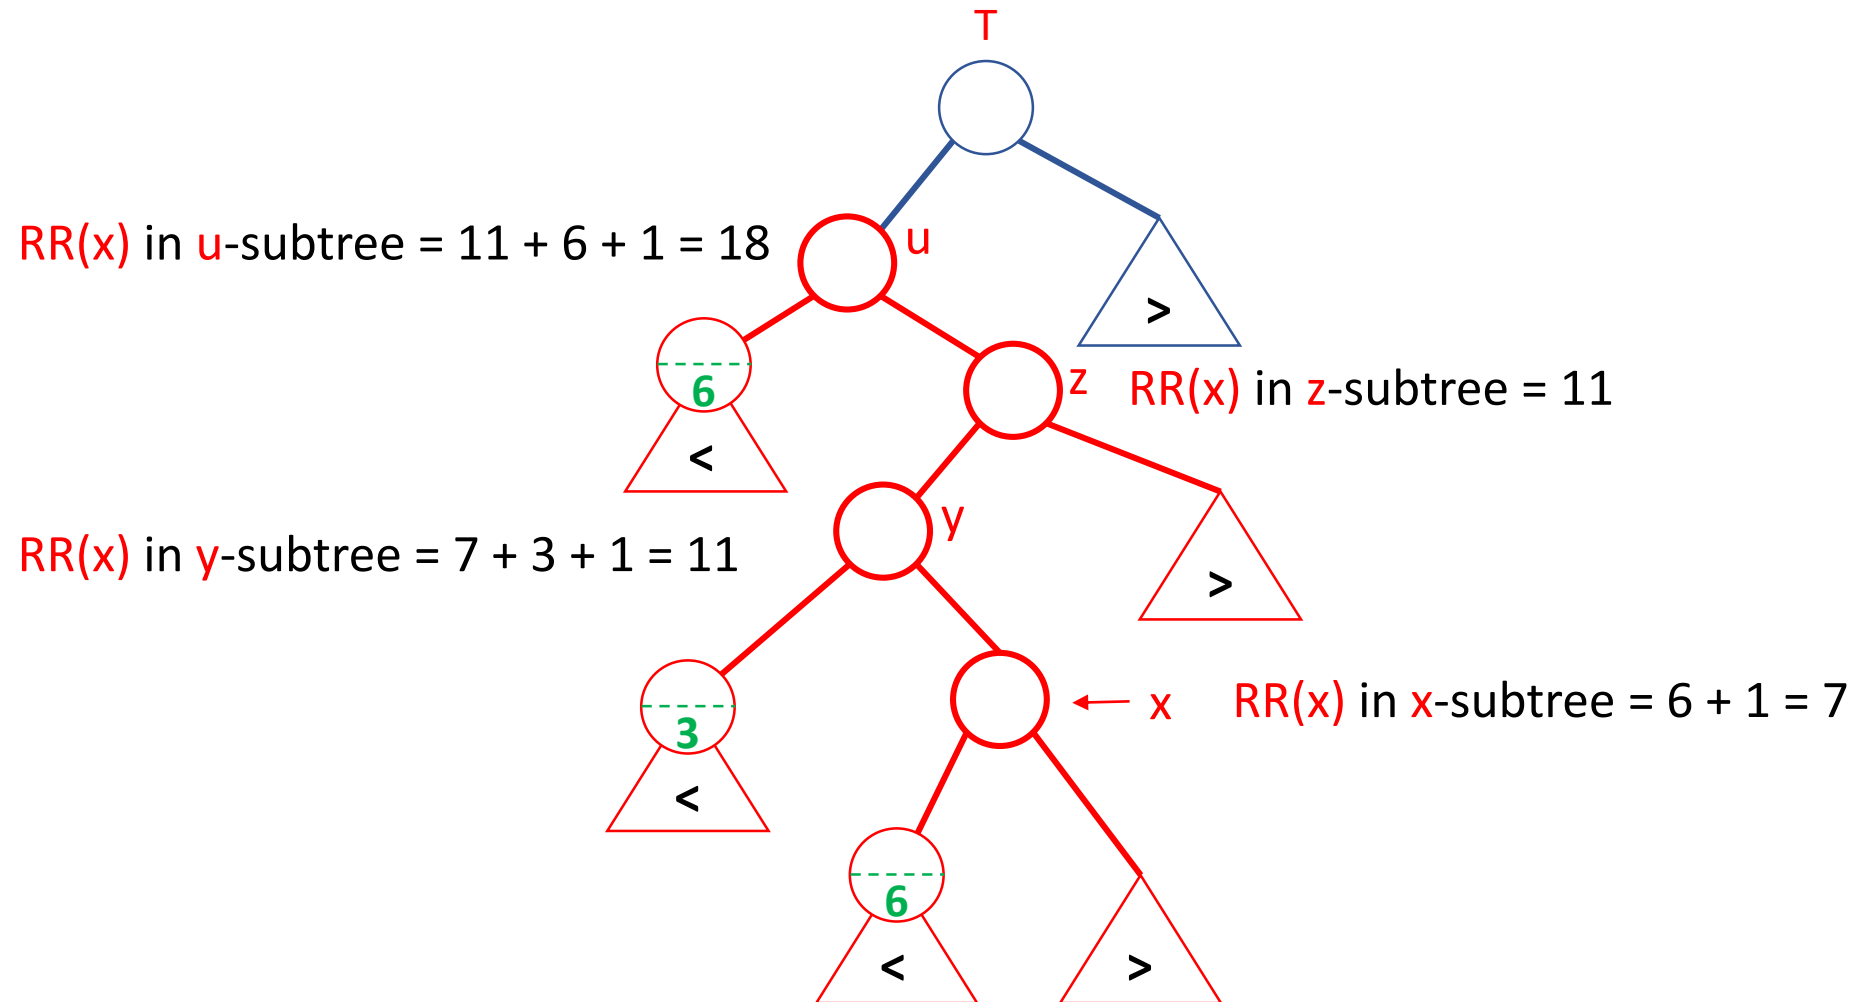 T
RR(x) in u-subtree = 11 + 6 + 1 = 18
u
>
6
<
z
RR(x) in z-subtree = 11
y
RR(x) in y-subtree = 7 + 3 + 1 = 11
>
3
<
x
RR(x) in x-subtree = 6 + 1 = 7
6
<
>